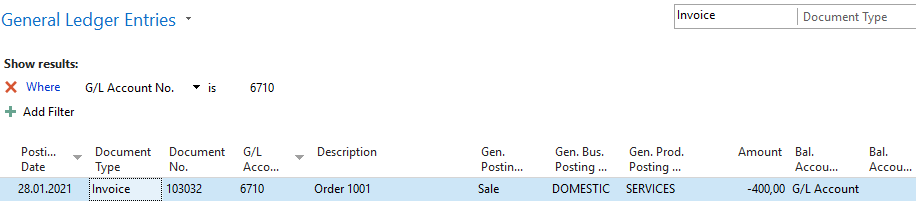 General Ledger Entries
Invoice Document Type
Show results:
Where G/L Account No. is 6710
Add Filter
Posti... Document Document G/L Description Gen. Gen. Bus. Gen. Prod. Amount Bal. Bal.
Date Type No. Acco... Postin... Posting ... Posting ... Accou... Accou...
28.01.2021 Invoice 103032 6710 Order 1001 Sale DOMESTIC SERVICES -400,00 G/L Account